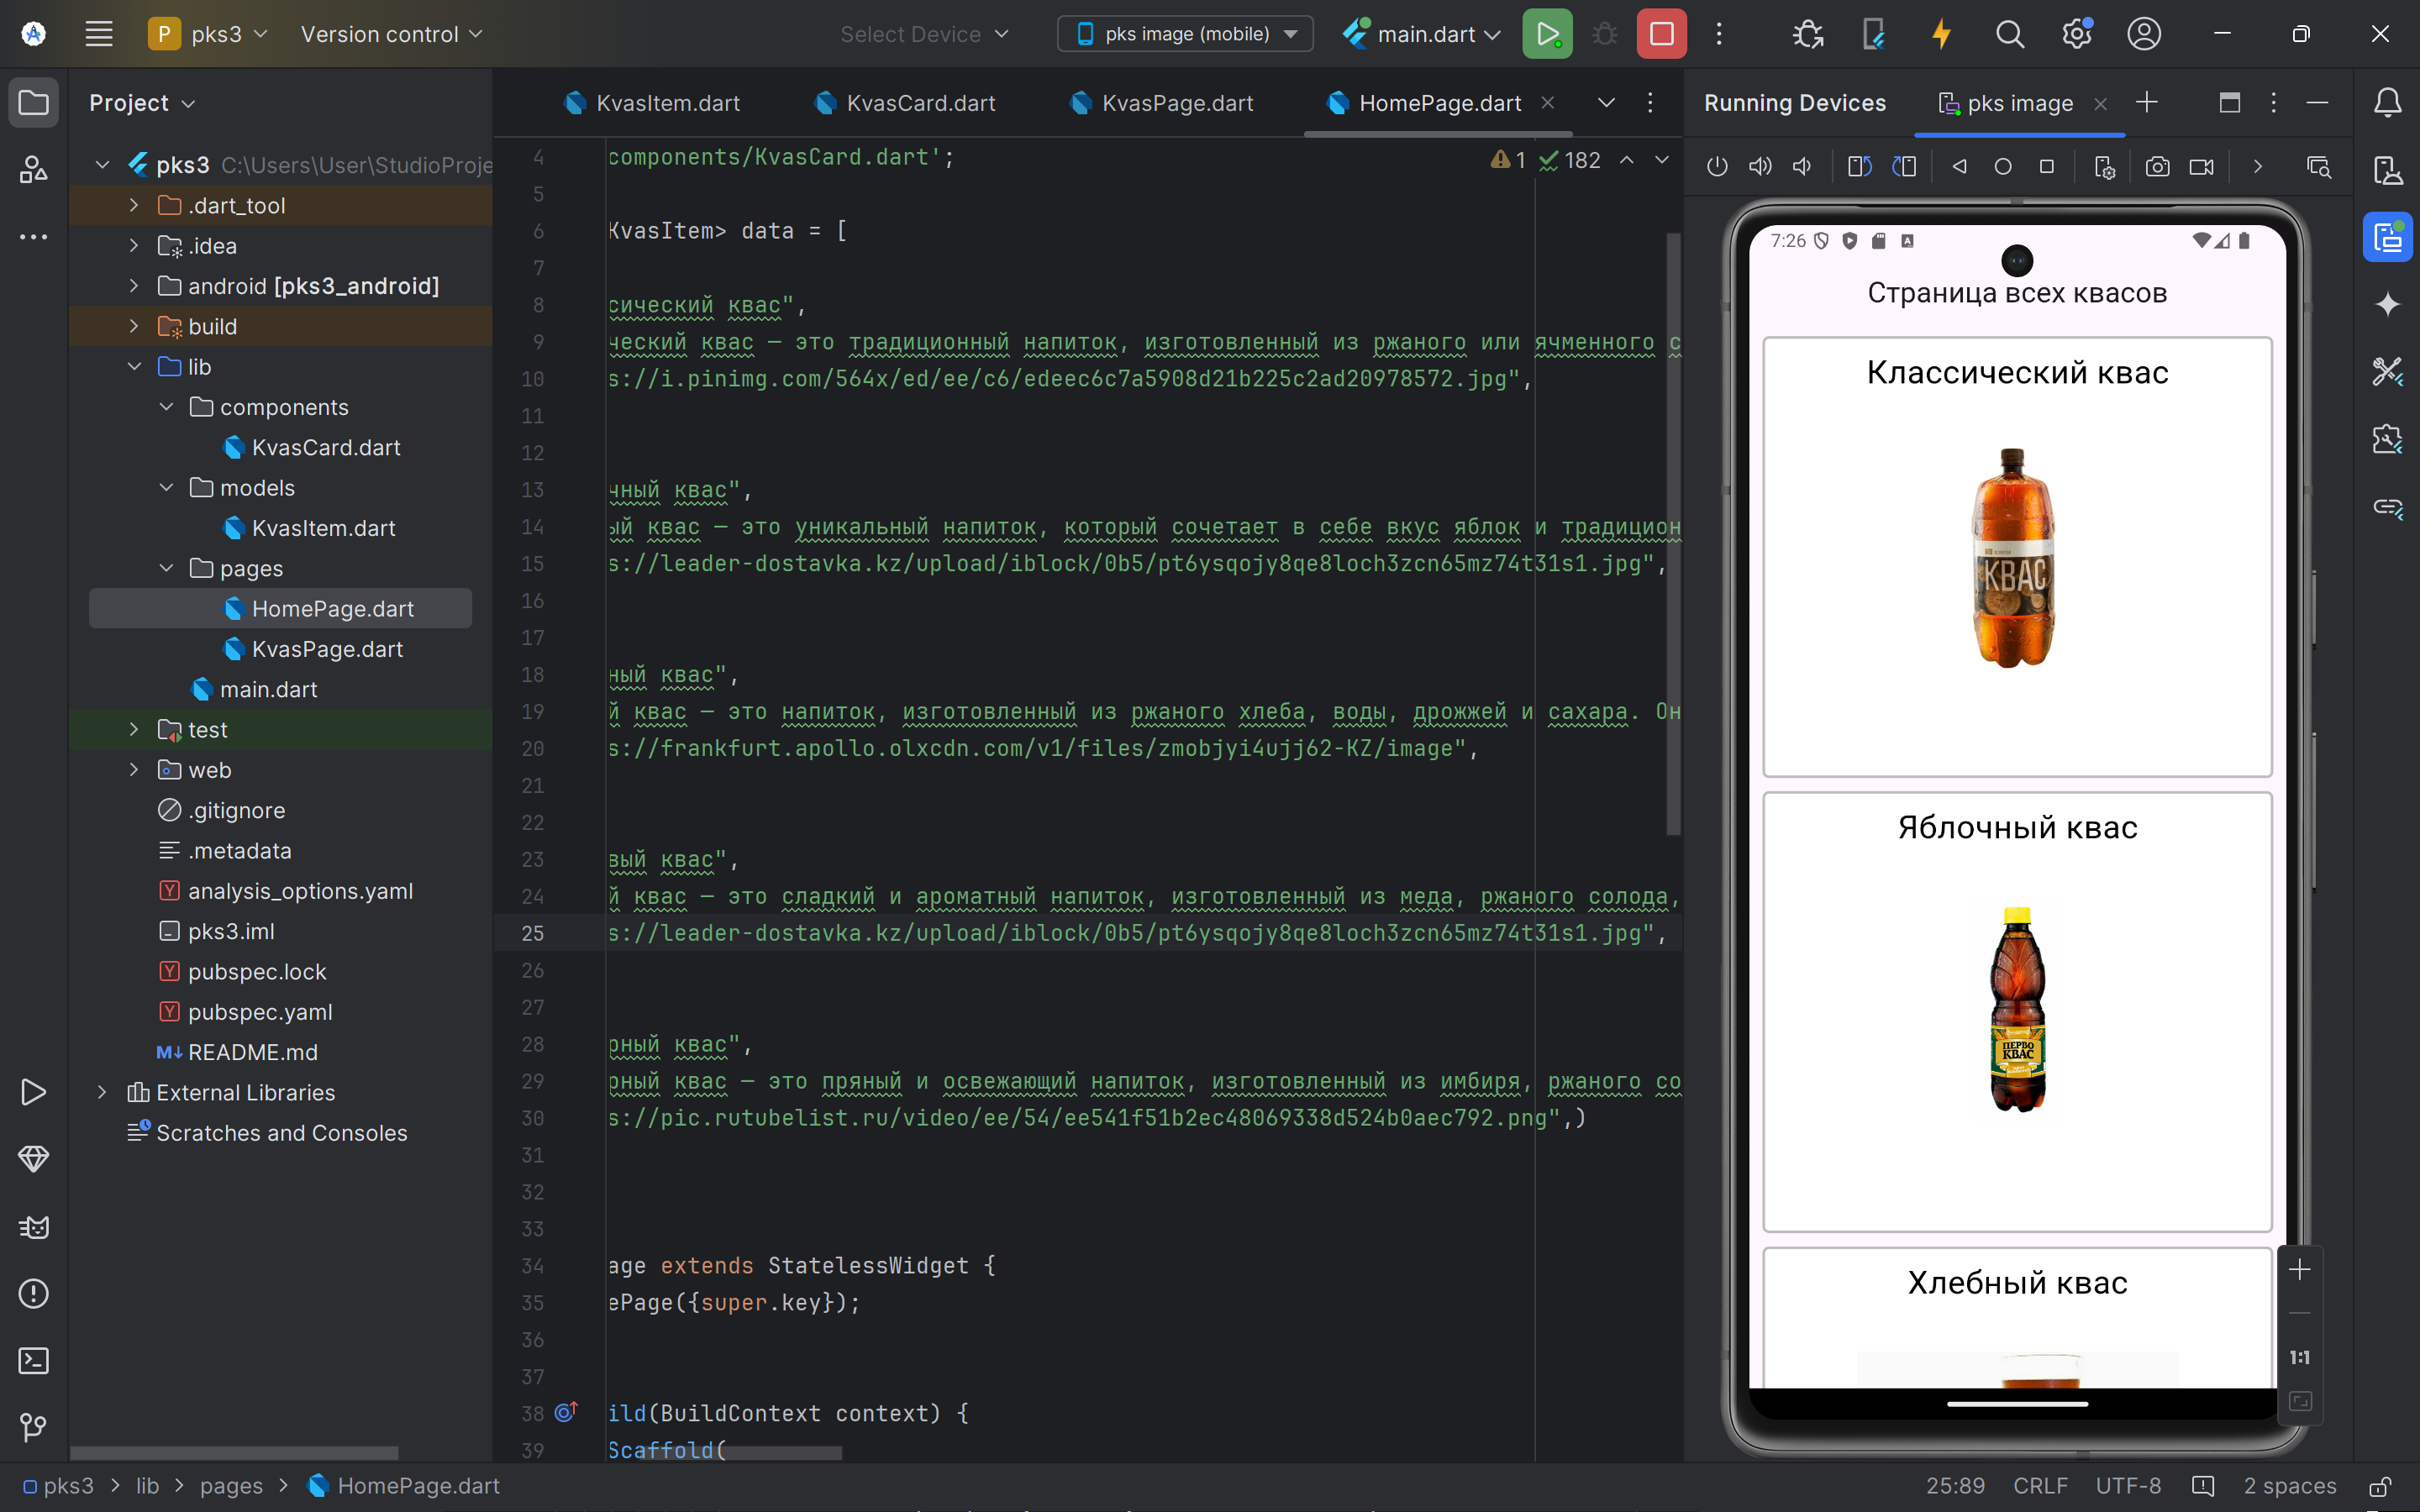 P pks3 Version control Select Device pks image (mobile) main.dart
Project
pks3 C:\Users\User\StudioProje
.dart_tool
.idea
android [pks3_android]
build
lib
components
KvasCard.dart
models
KvasItem.dart
pages
HomePage.dart
KvasPage.dart
main.dart
test
web
.gitignore
.metadata
analysis_options.yaml
pks3.iml
pubspec.lock
pubspec.yaml
README.md
External Libraries
Scratches and Consoles
KvasItem.dart KvasCard.dart KvasPage.dart HomePage.dart
1 182
4 components/KvasCard.dart';
5
6 KvasItem> data = [
7
8 сический квас",
9 ческий квас – это традиционный напиток, изготовленный из ржаного или ячменного с
10 s://i.pinimg.com/564x/ed/ee/c6/edeec6c7a5908d21b225c2ad20978572.jpg",
11
12
13 чный квас",
14 ый квас – это уникальный напиток, который сочетает в себе вкус яблок и традицион
15 s://leader-dostavka.kz/upload/iblock/0b5/pt6ysqojy8qe8loch3zcn65mz74t31s1.jpg",
16
17
18 ный квас",
19 й квас – это напиток, изготовленный из ржаного хлеба, воды, дрожжей и сахара. Он
20 s://frankfurt.apollo.olxcdn.com/v1/files/zmobjyi4ujj62-KZ/image",
21
22
23 вый квас",
24 й квас – это сладкий и ароматный напиток, изготовленный из меда, ржаного солода,
25 s://leader-dostavka.kz/upload/iblock/0b5/pt6ysqojy8qe8loch3zcn65mz74t31s1.jpg",
26
27
28 рный квас",
29 рный квас – это пряный и освежающий напиток, изготовленный из имбиря, ржаного со
30 s://pic.rutubelist.ru/video/ee/54/ee541f51b2ec48069338d524b0aec792.png",)
31
32
33
34 age extends StatelessWidget {
35 ePage({super.key});
36
37
38 ild(BuildContext context) {
39 Scaffold(
Running Devices pks image
7:26
Страница всех квасов
Классический квас
КВАС
Яблочный квас
ПЕРВО
КВАС
Хлебный квас
1:1
pks3 > lib > pages > HomePage.dart
25:89 CRLF UTF-8 2 spaces